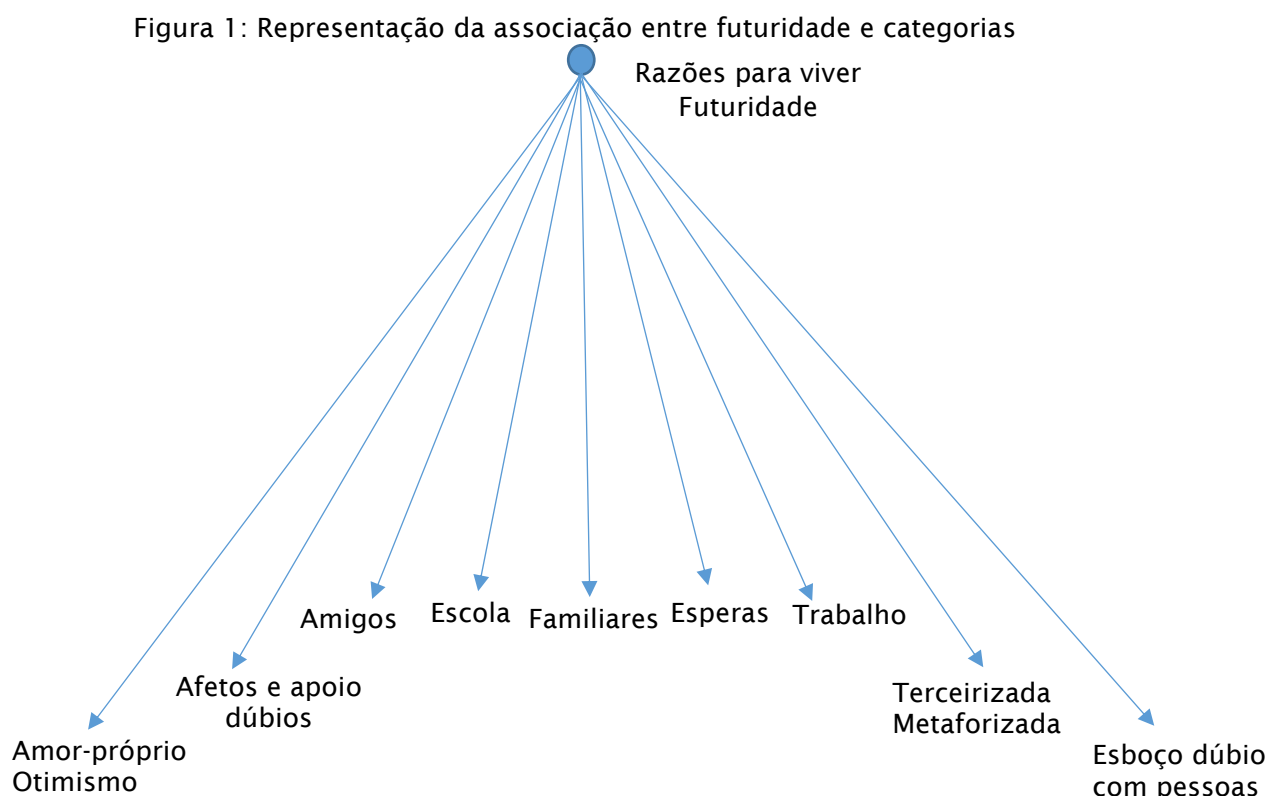 Figura 1: Representação da associação entre futuridade e categorias
Razões para viver
Futuridade
Amigos
Escola
Familiares
Esperas
Trabalho
Afetos e apoio
dúbios
Terceirizada
Metaforizada
Amor-próprio
Otimismo
Esboço dúbio
com pessoas